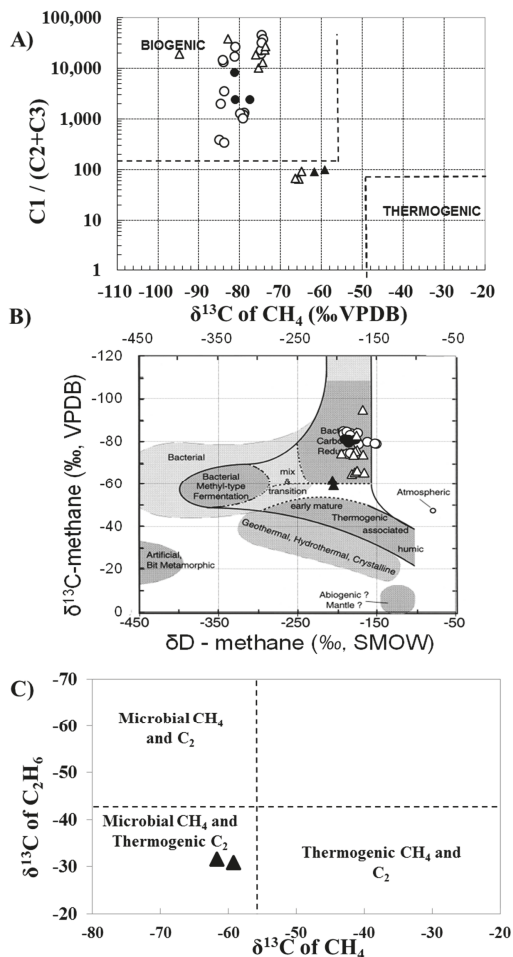 A)
100,000
10,000
1,000
100
10
1
C1 / (C2+C3)
BIOGENIC
THERMOGENIC
-110 -100 -90 -80 -70 -60 -50 -40 -30 -20
δ¹³C of CH₄ (‰VPDB)
B)
-450 -350 -250 -150 -50
-120
-100
-80
-60
-40
-20
0
δ¹³C-methane (‰, VPDB)
Bacterial
Bacterial
Methyl-type
Fermentation
mix
&
transition
early mature
Thermogenic
associated
humic
Atmospheric
Geothermal, Hydrothermal, Crystalline
Artificial,
Bit Metamorphic
Abiogenic ?
Mantle ?
-450 -350 -250 -150 -50
δD - methane (‰, SMOW)
C)
-70
-60
-50
-40
-30
-20
δ¹³C of C₂H₆
Microbial CH₄
and C₂
Microbial CH₄ and
Thermogenic C₂
Thermogenic CH₄ and
C₂
-80 -70 -60 -50 -40 -30 -20
δ¹³C of CH₄